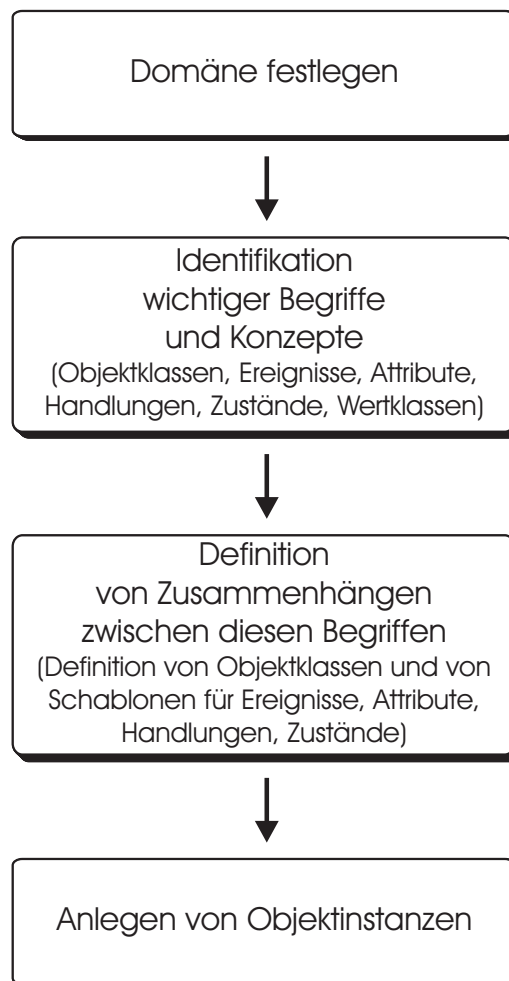 Domäne festlegen
Identifikation
wichtiger Begriffe
und Konzepte
(Objektklassen, Ereignisse, Attribute,
Handlungen, Zustände, Wertklassen)
Definition
von Zusammenhängen
zwischen diesen Begriffen
(Definition von Objektklassen und von
Schablonen für Ereignisse, Attribute,
Handlungen, Zustände)
Anlegen von Objektinstanzen